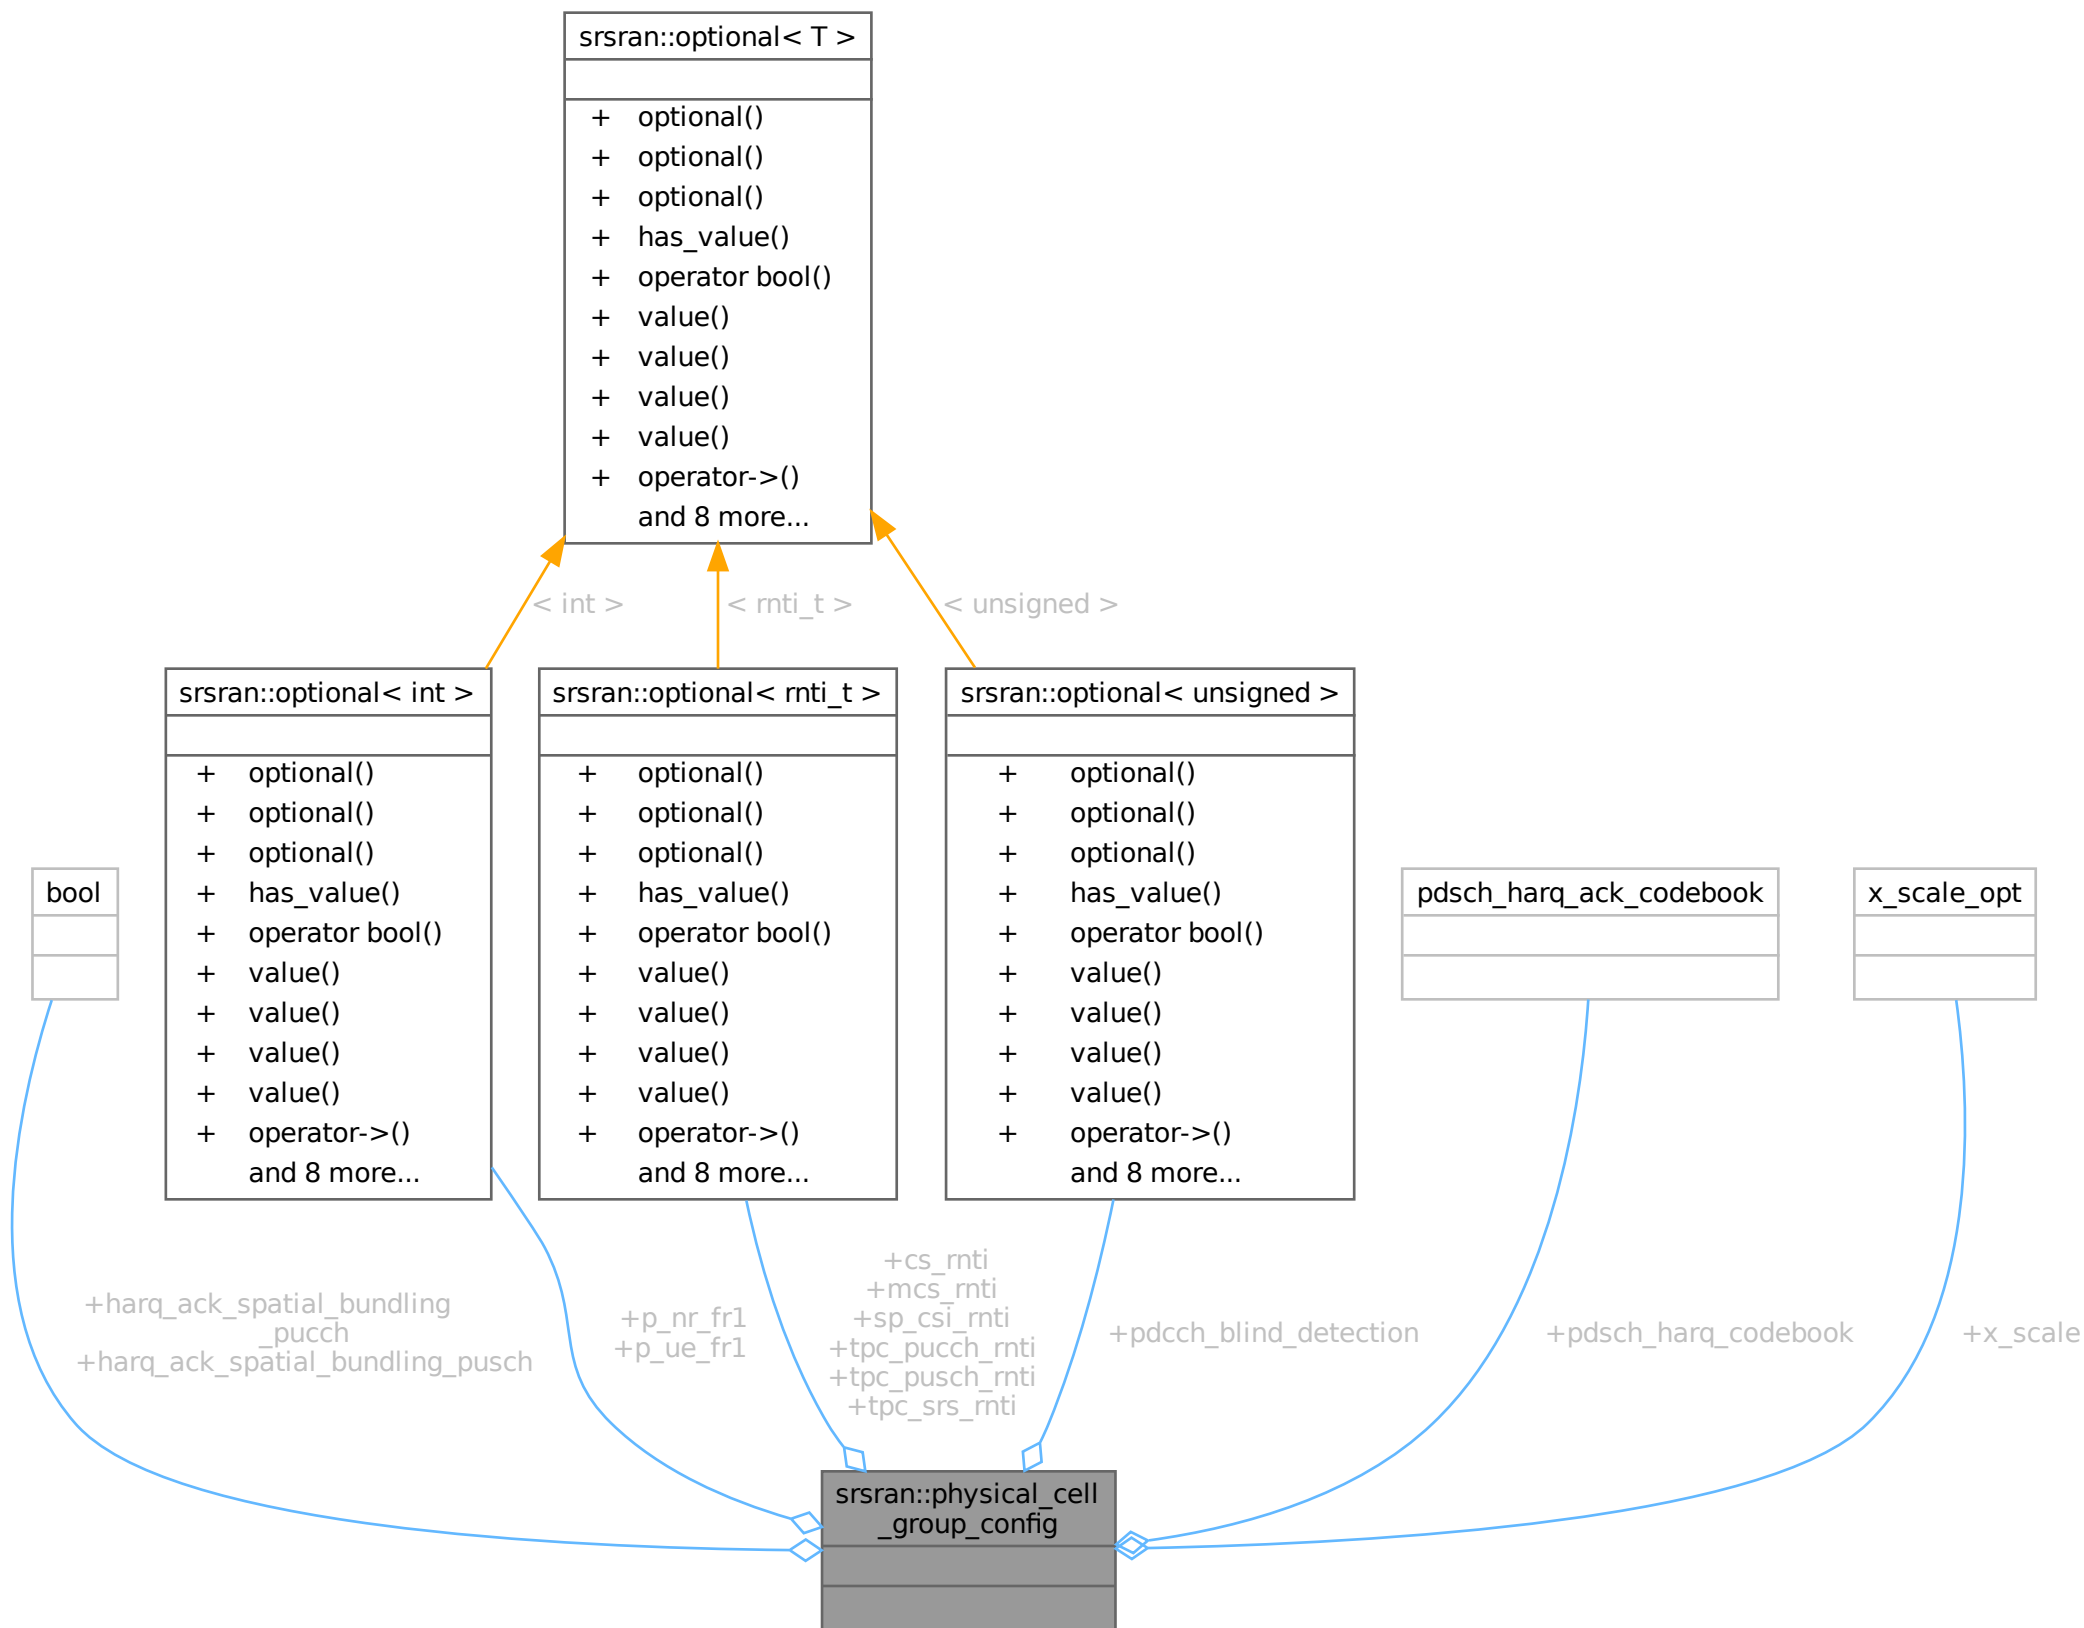 srsran::optional< T >
+ optional()
+ optional()
+ optional()
+ has_value()
+ operator bool()
+ value()
+ value()
+ value()
+ value()
+ operator->()
and 8 more...
< int >
< rnti_t >
< unsigned >
srsran::optional< int >
+ optional()
+ optional()
+ optional()
+ has_value()
+ operator bool()
+ value()
+ value()
+ value()
+ value()
+ operator->()
and 8 more...
srsran::optional< rnti_t >
+ optional()
+ optional()
+ optional()
+ has_value()
+ operator bool()
+ value()
+ value()
+ value()
+ value()
+ operator->()
and 8 more...
srsran::optional< unsigned >
+ optional()
+ optional()
+ optional()
+ has_value()
+ operator bool()
+ value()
+ value()
+ value()
+ value()
+ operator->()
and 8 more...
bool
pdsch_harq_ack_codebook
x_scale_opt
+harq_ack_spatial_bundling
_pucch
+harq_ack_spatial_bundling_pusch
+p_nr_fr1
+p_ue_fr1
+cs_rnti
+mcs_rnti
+sp_csi_rnti
+tpc_pucch_rnti
+tpc_pusch_rnti
+tpc_srs_rnti
+pdcch_blind_detection
+pdsch_harq_codebook
+x_scale
srsran::physical_cell
_group_config